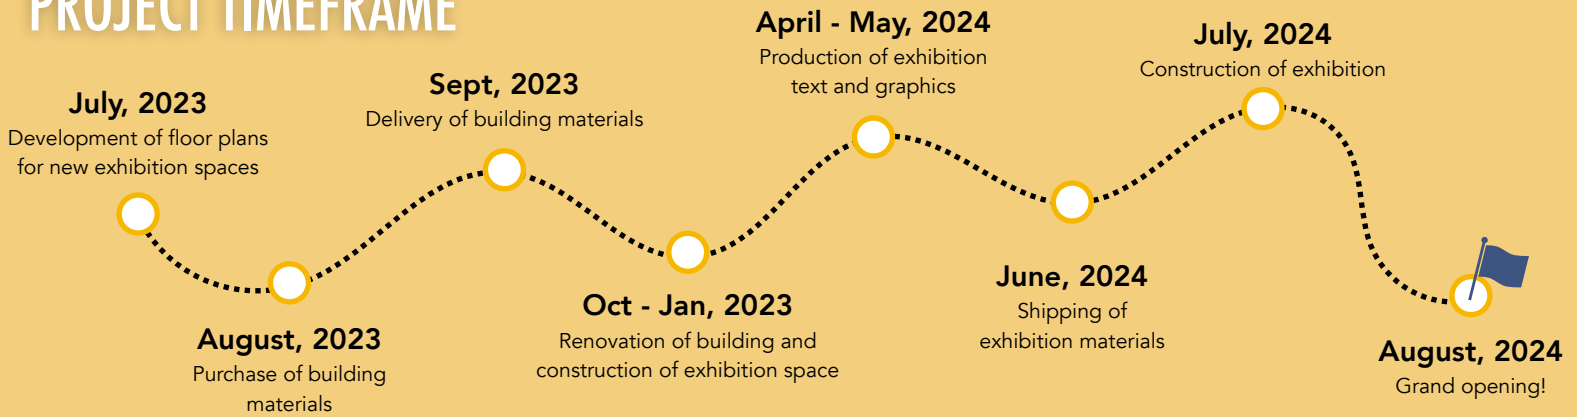 PROJECT TIMEFRAME
July, 2023
Development of floor plans
for new exhibition spaces
August, 2023
Purchase of building
materials
Sept, 2023
Delivery of building materials
Oct - Jan, 2023
Renovation of building and
construction of exhibition space
April - May, 2024
Production of exhibition
text and graphics
June, 2024
Shipping of
exhibition materials
July, 2024
Construction of exhibition
August, 2024
Grand opening!